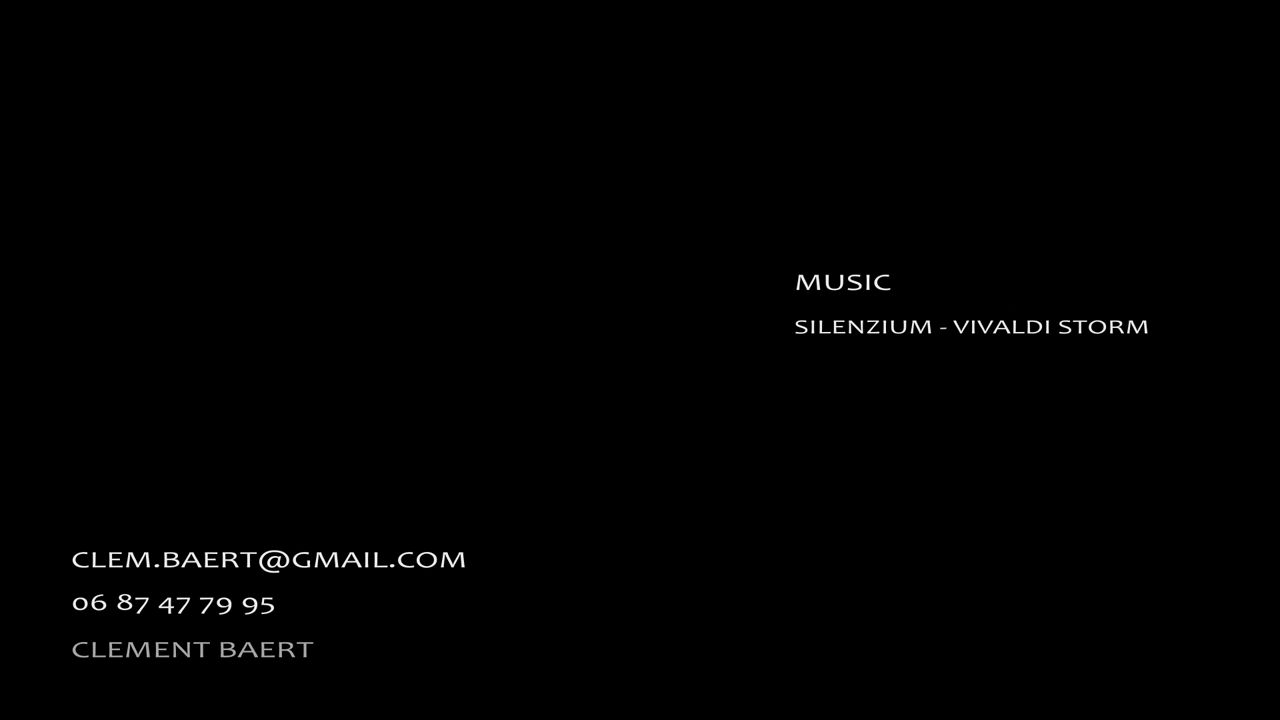 MUSIC
SILENZIUM - VIVALDI STORM
CLEM.BAERT@GMAIL.COM
06 87 47 79 95
CLEMENT BAERT